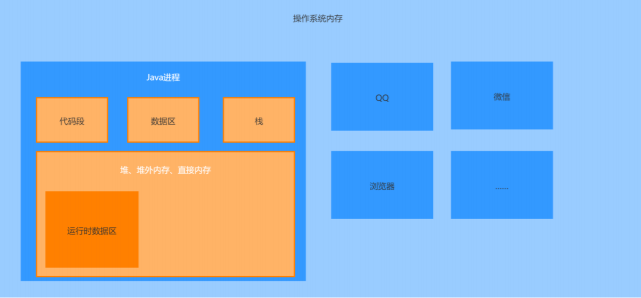 操作系统内存
Java进程
代码段
数据区
栈
堆、堆外内存、直接内存
运行时数据区
QQ
微信
浏览器
......